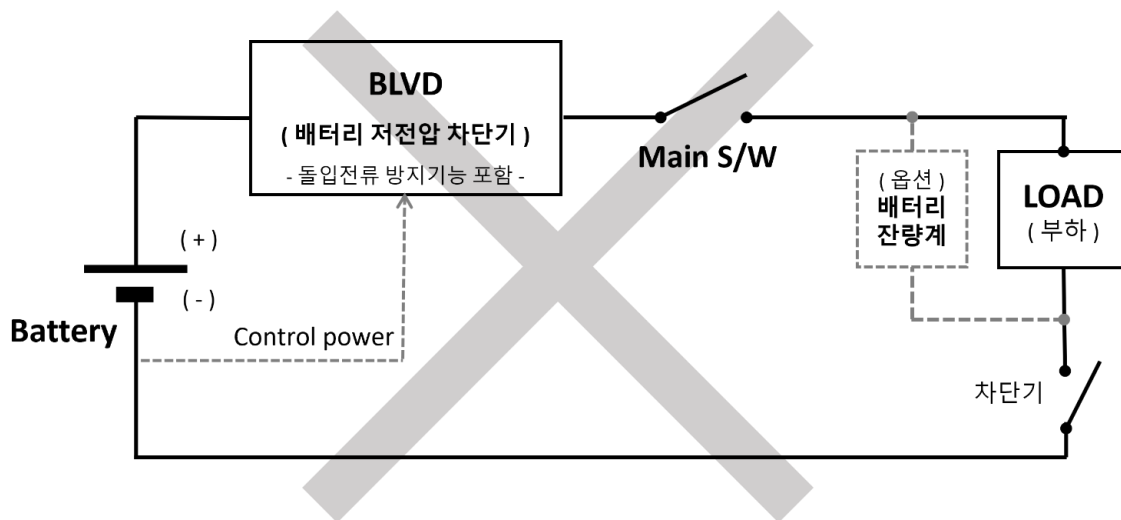 BLVD
( 배터리 저전압 차단기 )
- 돌입전류 방지기능 포함 -
Main S/W
( 옵션 )
배터리
잔량계
LOAD
( 부하 )
( + )
( - )
Battery
Control power
차단기